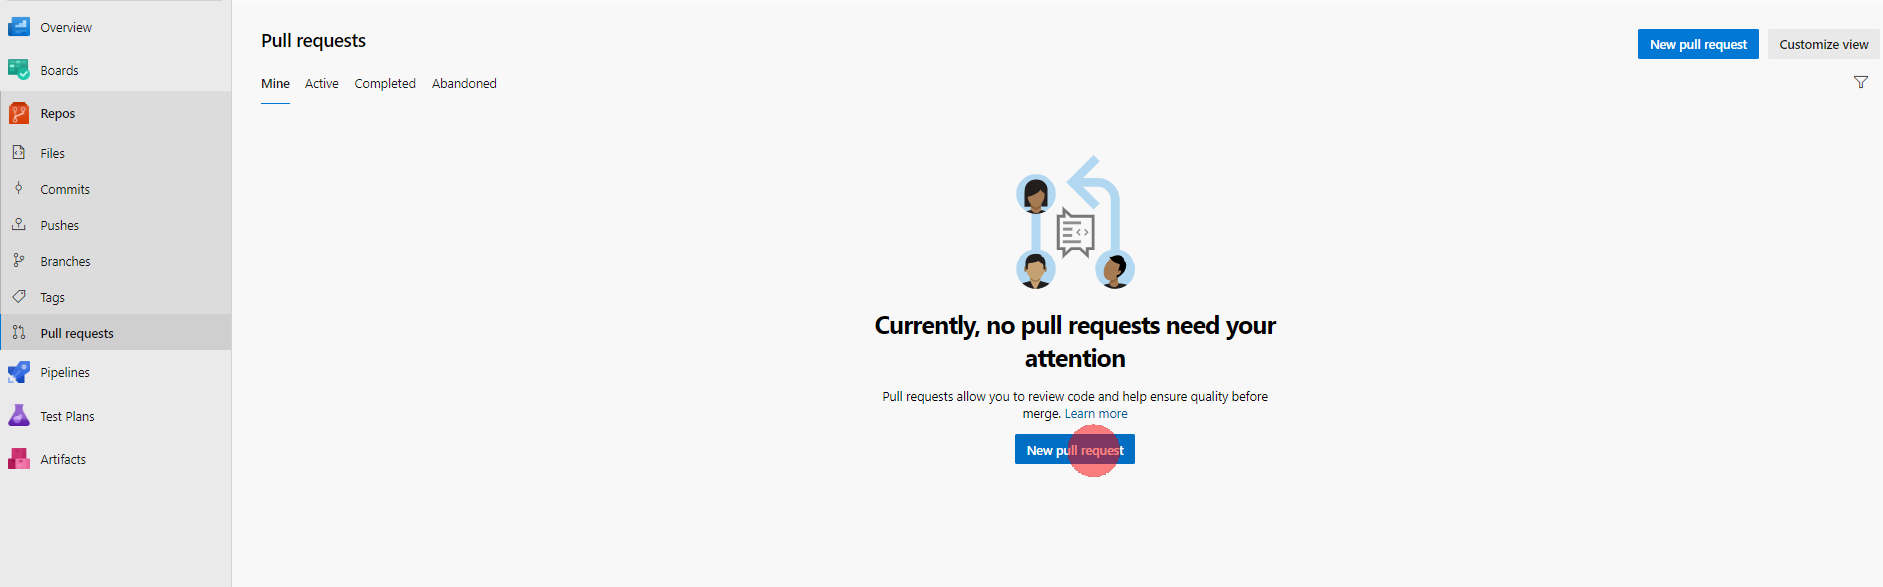 Overview
Boards
Repos
Files
Commits
Pushes
Branches
Tags
Pull requests
Pipelines
Test Plans
Artifacts
Pull requests
New pull request
Customize view
Mine
Active
Completed
Abandoned
Currently, no pull requests need your
attention
Pull requests allow you to review code and help ensure quality before
merge. Learn more
New pull request